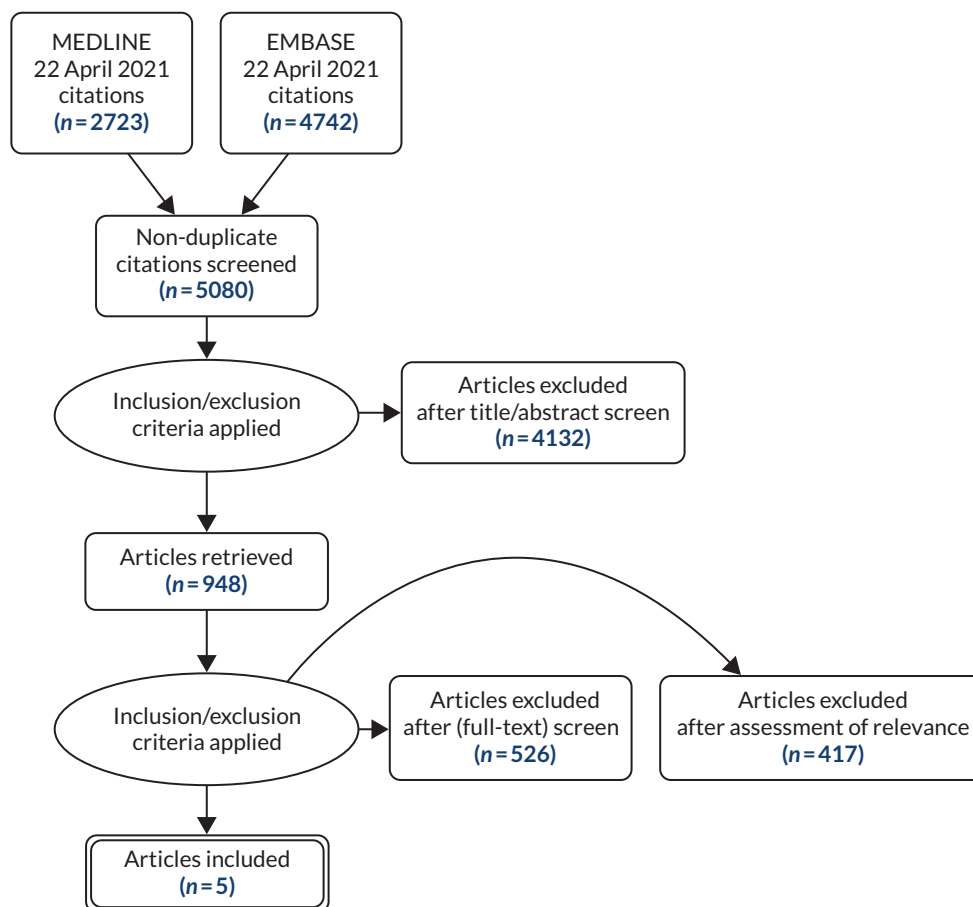 MEDLINE
22 April 2021
citations
(n=2723)
EMBASE
22 April 2021
citations
(n=4742)
Non-duplicate
citations screened
(n=5080)
Inclusion/exclusion
criteria applied
Articles excluded
after title/abstract screen
(n=4132)
Articles retrieved
(n=948)
Inclusion/exclusion
criteria applied
Articles excluded
after (full-text) screen
(n=526)
Articles excluded
after assessment of relevance
(n=417)
Articles included
(n=5)